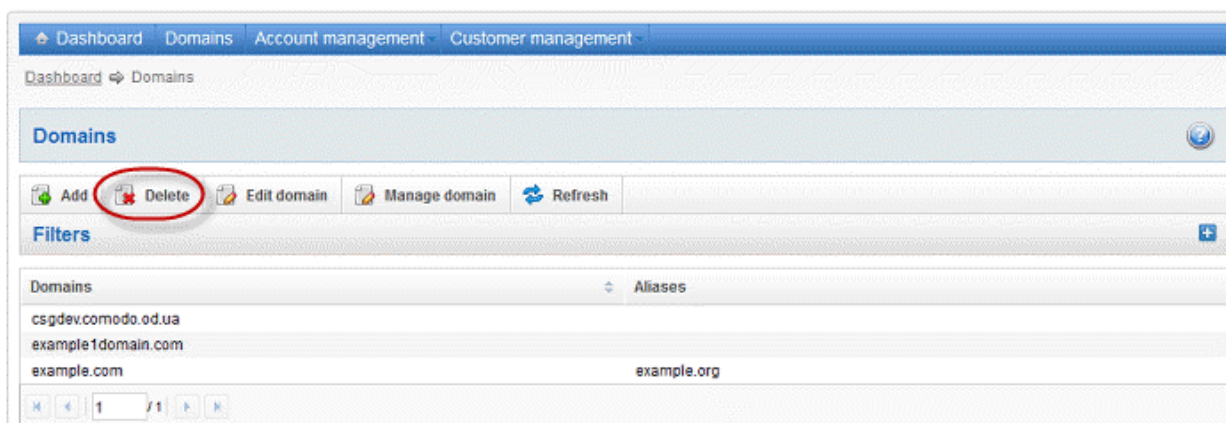 Dashboard Domains Account management Customer management
Dashboard ⇨ Domains
Domains
Add Delete Edit domain Manage domain Refresh
Filters
Domains Aliases
csgdev.comodo.od.ua
example1domain.com
example.com example.org
1 / 1